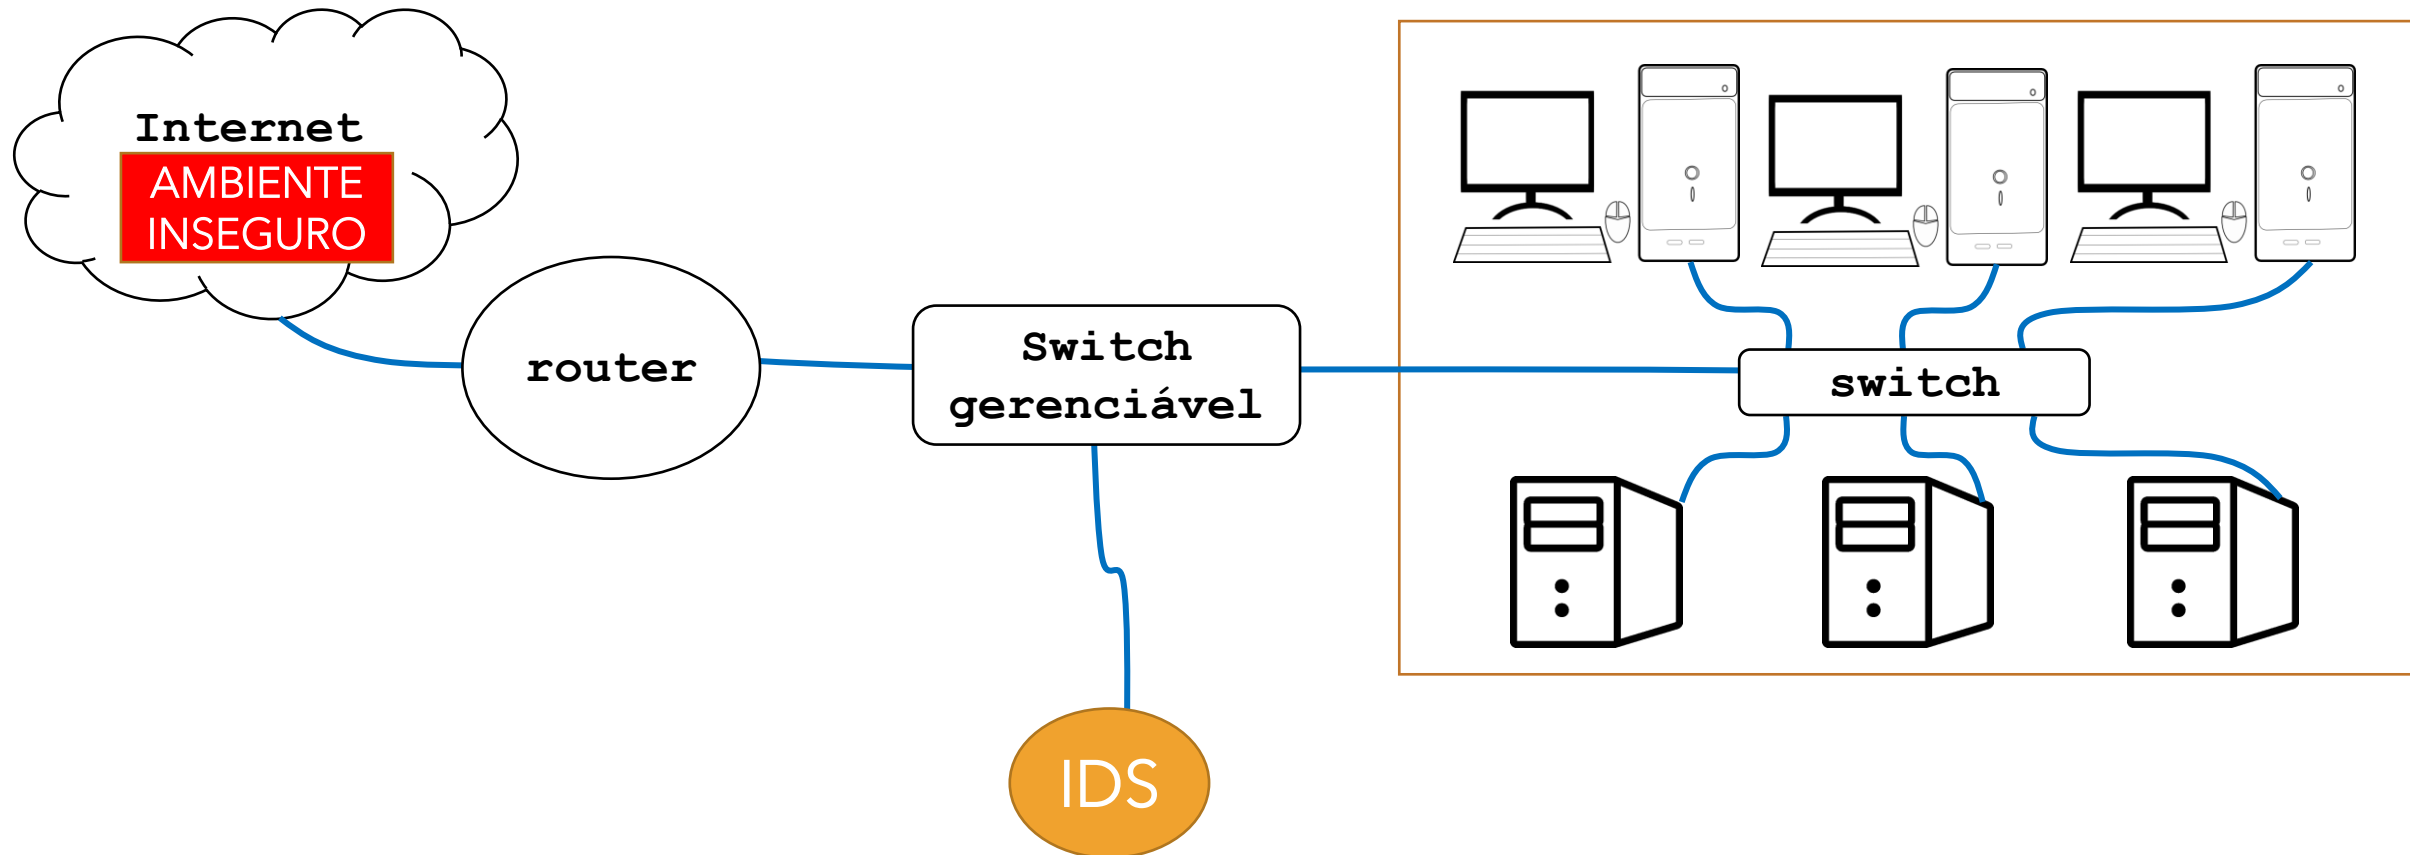 Internet
AMBIENTE
INSEGURO
router
Switch
gerenciável
switch
IDS